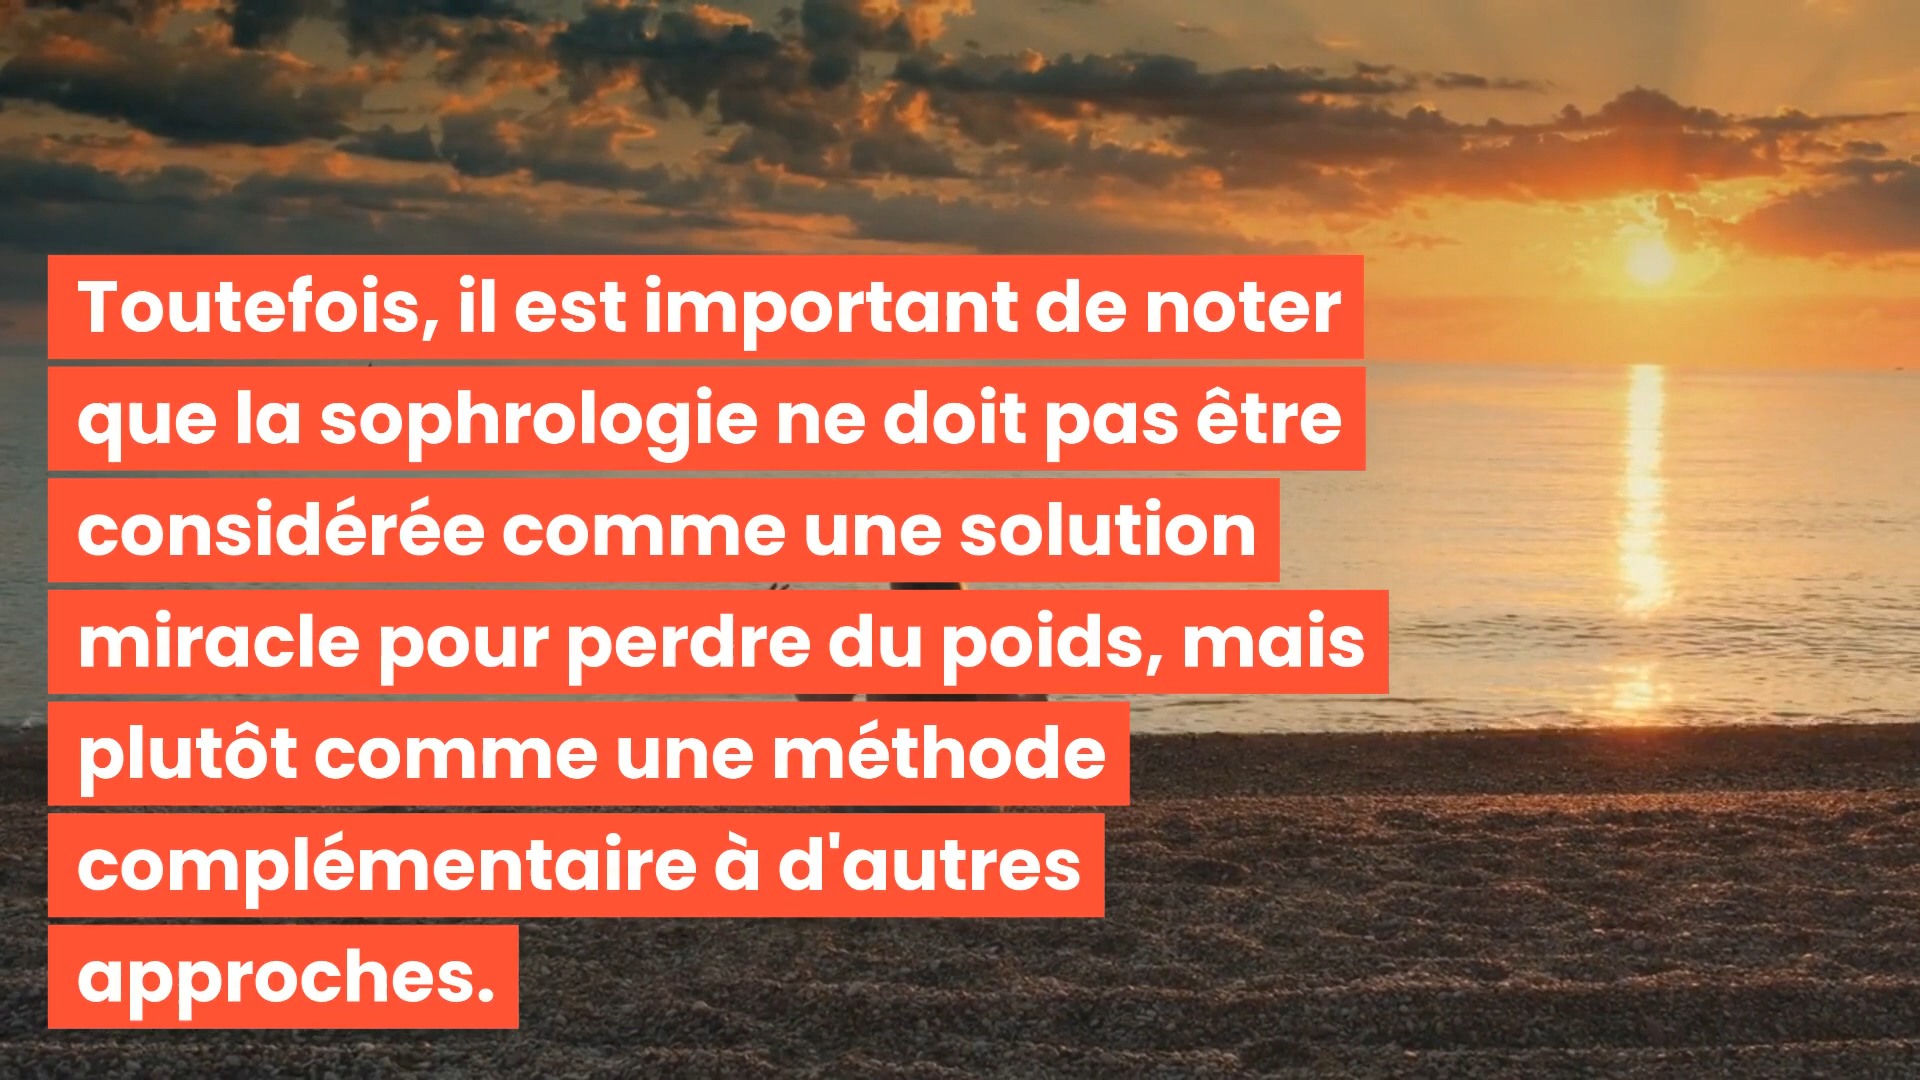 Toutefois, il est important de noter
que la sophrologie ne doit pas être
considérée comme une solution
miracle pour perdre du poids, mais
plutôt comme une méthode
complémentaire à d'autres
approches.